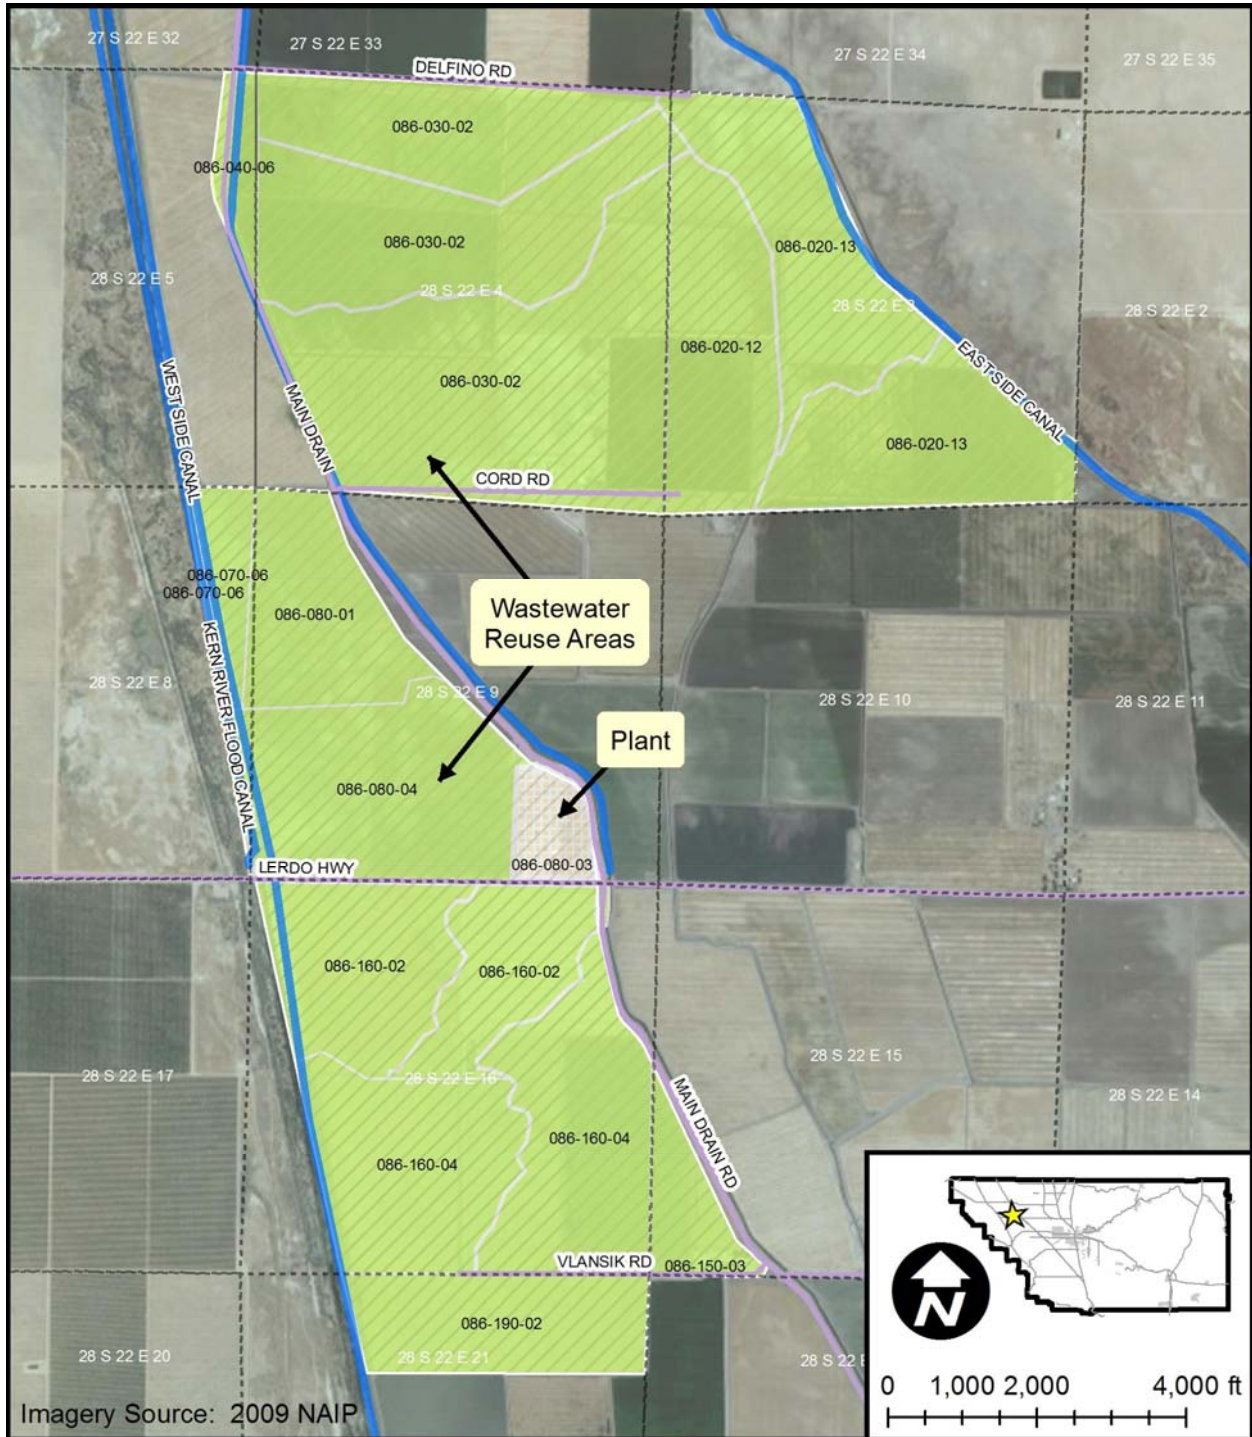 27 S 22 E 32
27 S 22 E 33
27 S 22 E 34
27 S 22 E 35
DELFINO RD
086-030-02
086-040-06
086-030-02
086-020-13
28 S 22 E 5
28 S 22 E 4
28 S 22 E 3
28 S 22 E 2
086-020-12
086-030-02
EAST SIDE CANAL
WEST SIDE CANAL
MAIN DRAIN
086-020-13
CORD RD
086-070-06
086-070-06
086-080-01
Wastewater
Reuse Areas
KERN RIVER FLOOD CANAL
28 S 22 E 8
28 S 22 E 9
28 S 22 E 10
28 S 22 E 11
Plant
086-080-04
086-080-03
LERDO HWY
086-160-02
086-160-02
28 S 22 E 17
28 S 22 E 16
28 S 22 E 15
28 S 22 E 14
MAIN DRAIN RD
086-160-04
086-160-04
VLANSIK RD
086-150-03
086-190-02
28 S 22 E 20
28 S 22 E 21
28 S 22 E
N
0 1,000 2,000 4,000 ft
Imagery Source: 2009 NAIP